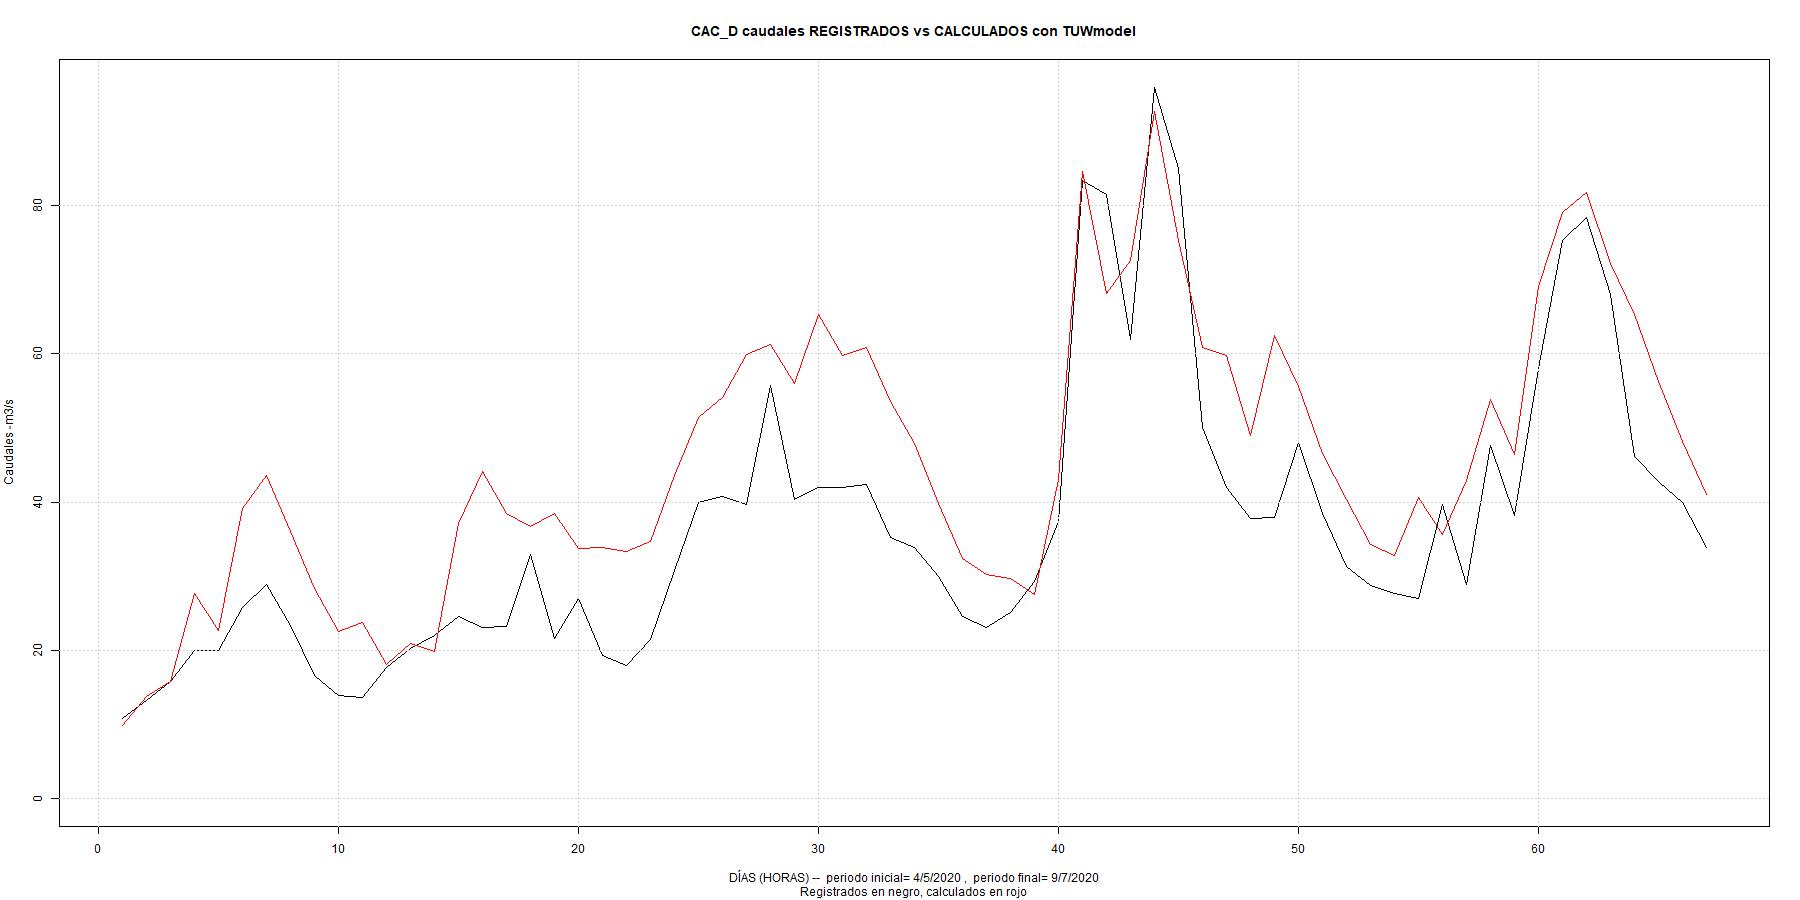 CAC_D caudales REGISTRADOS vs CALCULADOS con TUWmodel
Caudales -m3/s
80
60
40
20
0
0 10 20 30 40 50 60
DÍAS (HORAS) -- periodo inicial= 4/5/2020 , periodo final= 9/7/2020
Registrados en negro, calculados en rojo